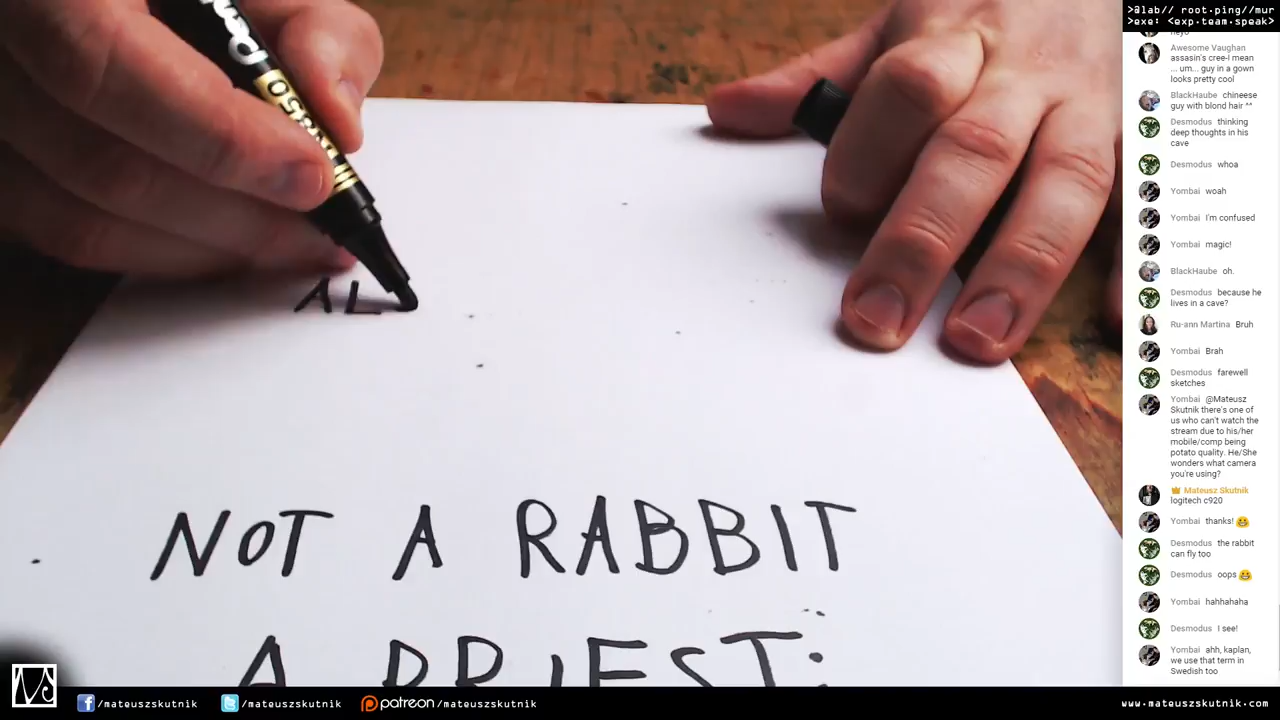 >@lab// root.ping//mur
>exe: <exp.team.speak>
heyo
Awesome Vaughan
assasin's cree-I mean
... um... guy in a gown
looks pretty cool
BlackHaube chineese
guy with blond hair ^^
Desmodus thinking
deep thoughts in his
cave
Desmodus whoa
Yombai woah
Yombai I'm confused
Yombai magic!
BlackHaube oh.
Desmodus because he
lives in a cave?
Ru-ann Martina Bruh
Yombai Brah
Desmodus farewell
sketches
Yombai @Mateusz
Skutnik there's one of
us who can't watch the
stream due to his/her
mobile/comp being
potato quality. He/She
wonders what camera
you're using?
Mateusz Skutnik
logitech c920
Yombai thanks! 😂
Desmodus the rabbit
can fly too
Desmodus oops 😂
Yombai hahhahaha
Desmodus I see!
Yombai ahh, kaplan,
we use that term in
Swedish too
50
AL
NOT A RABBIT
A PRIEST:
/mateuszskutnik
/mateuszskutnik
patreon/mateuszskutnik
www.mateuszskutnik.com